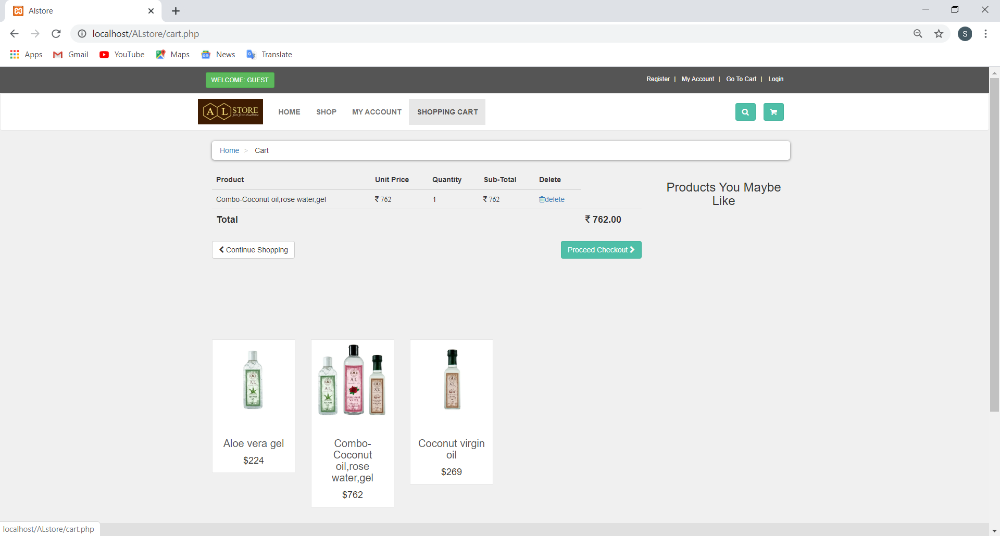 Alstore
localhost/ALstore/cart.php
S
Apps Gmail YouTube Maps News Translate
WELCOME: GUEST
Register | My Account | Go To Cart | Login
A L STORE
HOME SHOP MY ACCOUNT SHOPPING CART
Home > Cart
Product Unit Price Quantity Sub-Total Delete
Combo-Coconut oil,rose water,gel ₹ 762 1 ₹ 762 delete
Total ₹ 762.00
Products You Maybe
Like
Continue Shopping
Proceed Checkout
Aloe vera gel
$224
Combo-
Coconut
oil,rose
water,gel
$762
Coconut virgin
oil
$269
localhost/ALstore/cart.php